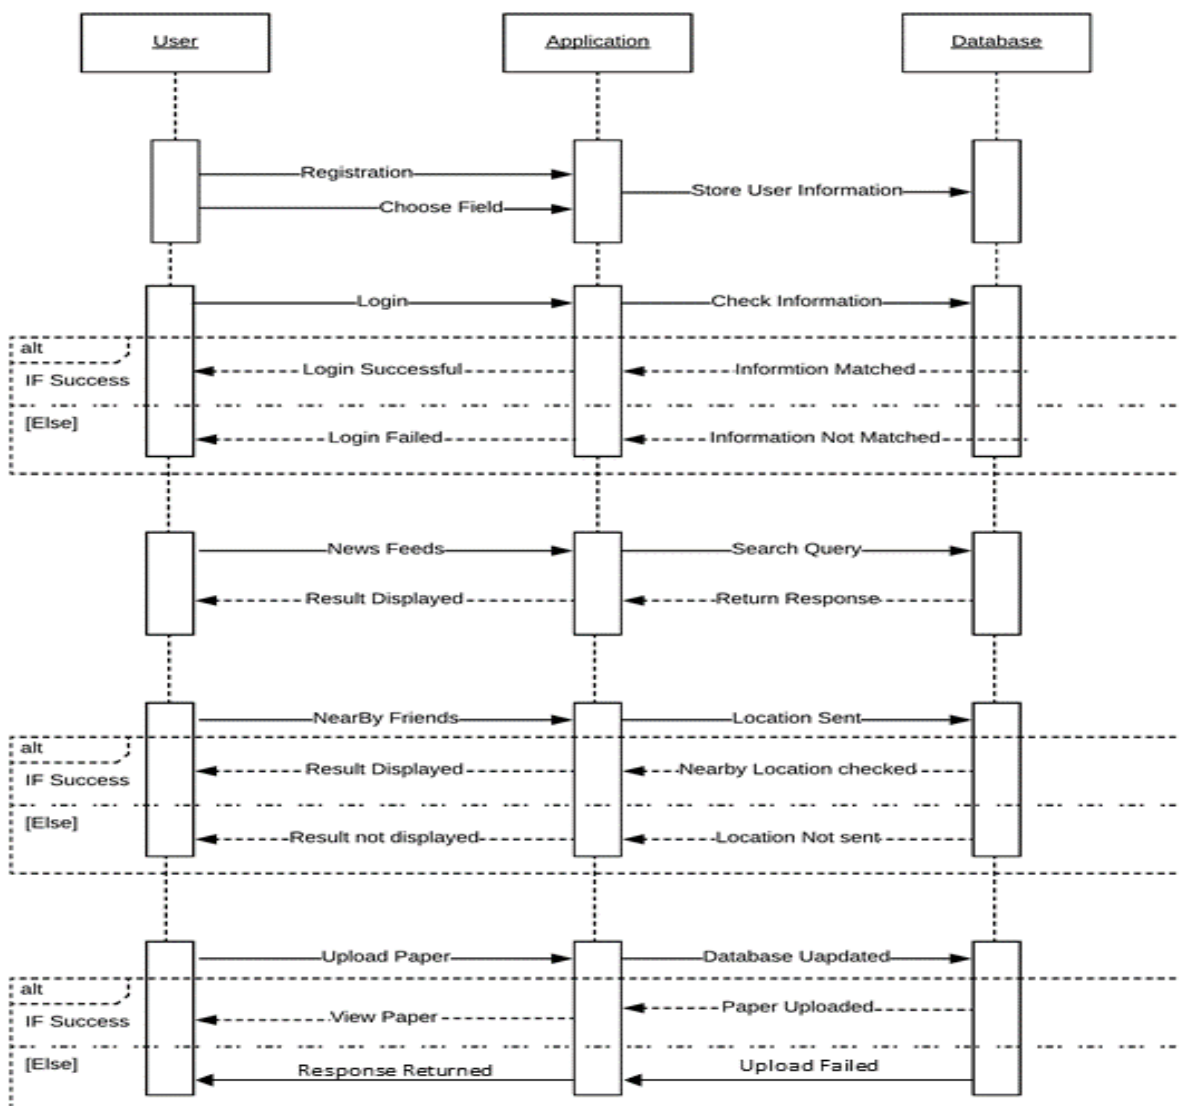 User
Application
Database
Registration
Store User Information
Choose Field
Login
Check Information
alt
IF Success
Login Successful
Informtion Matched
[Else]
Login Failed
Information Not Matched
News Feeds
Search Query
Result Displayed
Return Response
NearBy Friends
Location Sent
alt
IF Success
Result Displayed
Nearby Location checked
[Else]
Result not displayed
Location Not sent
Upload Paper
Database Uapdated
alt
IF Success
View Paper
Paper Uploaded
[Else]
Response Returned
Upload Failed